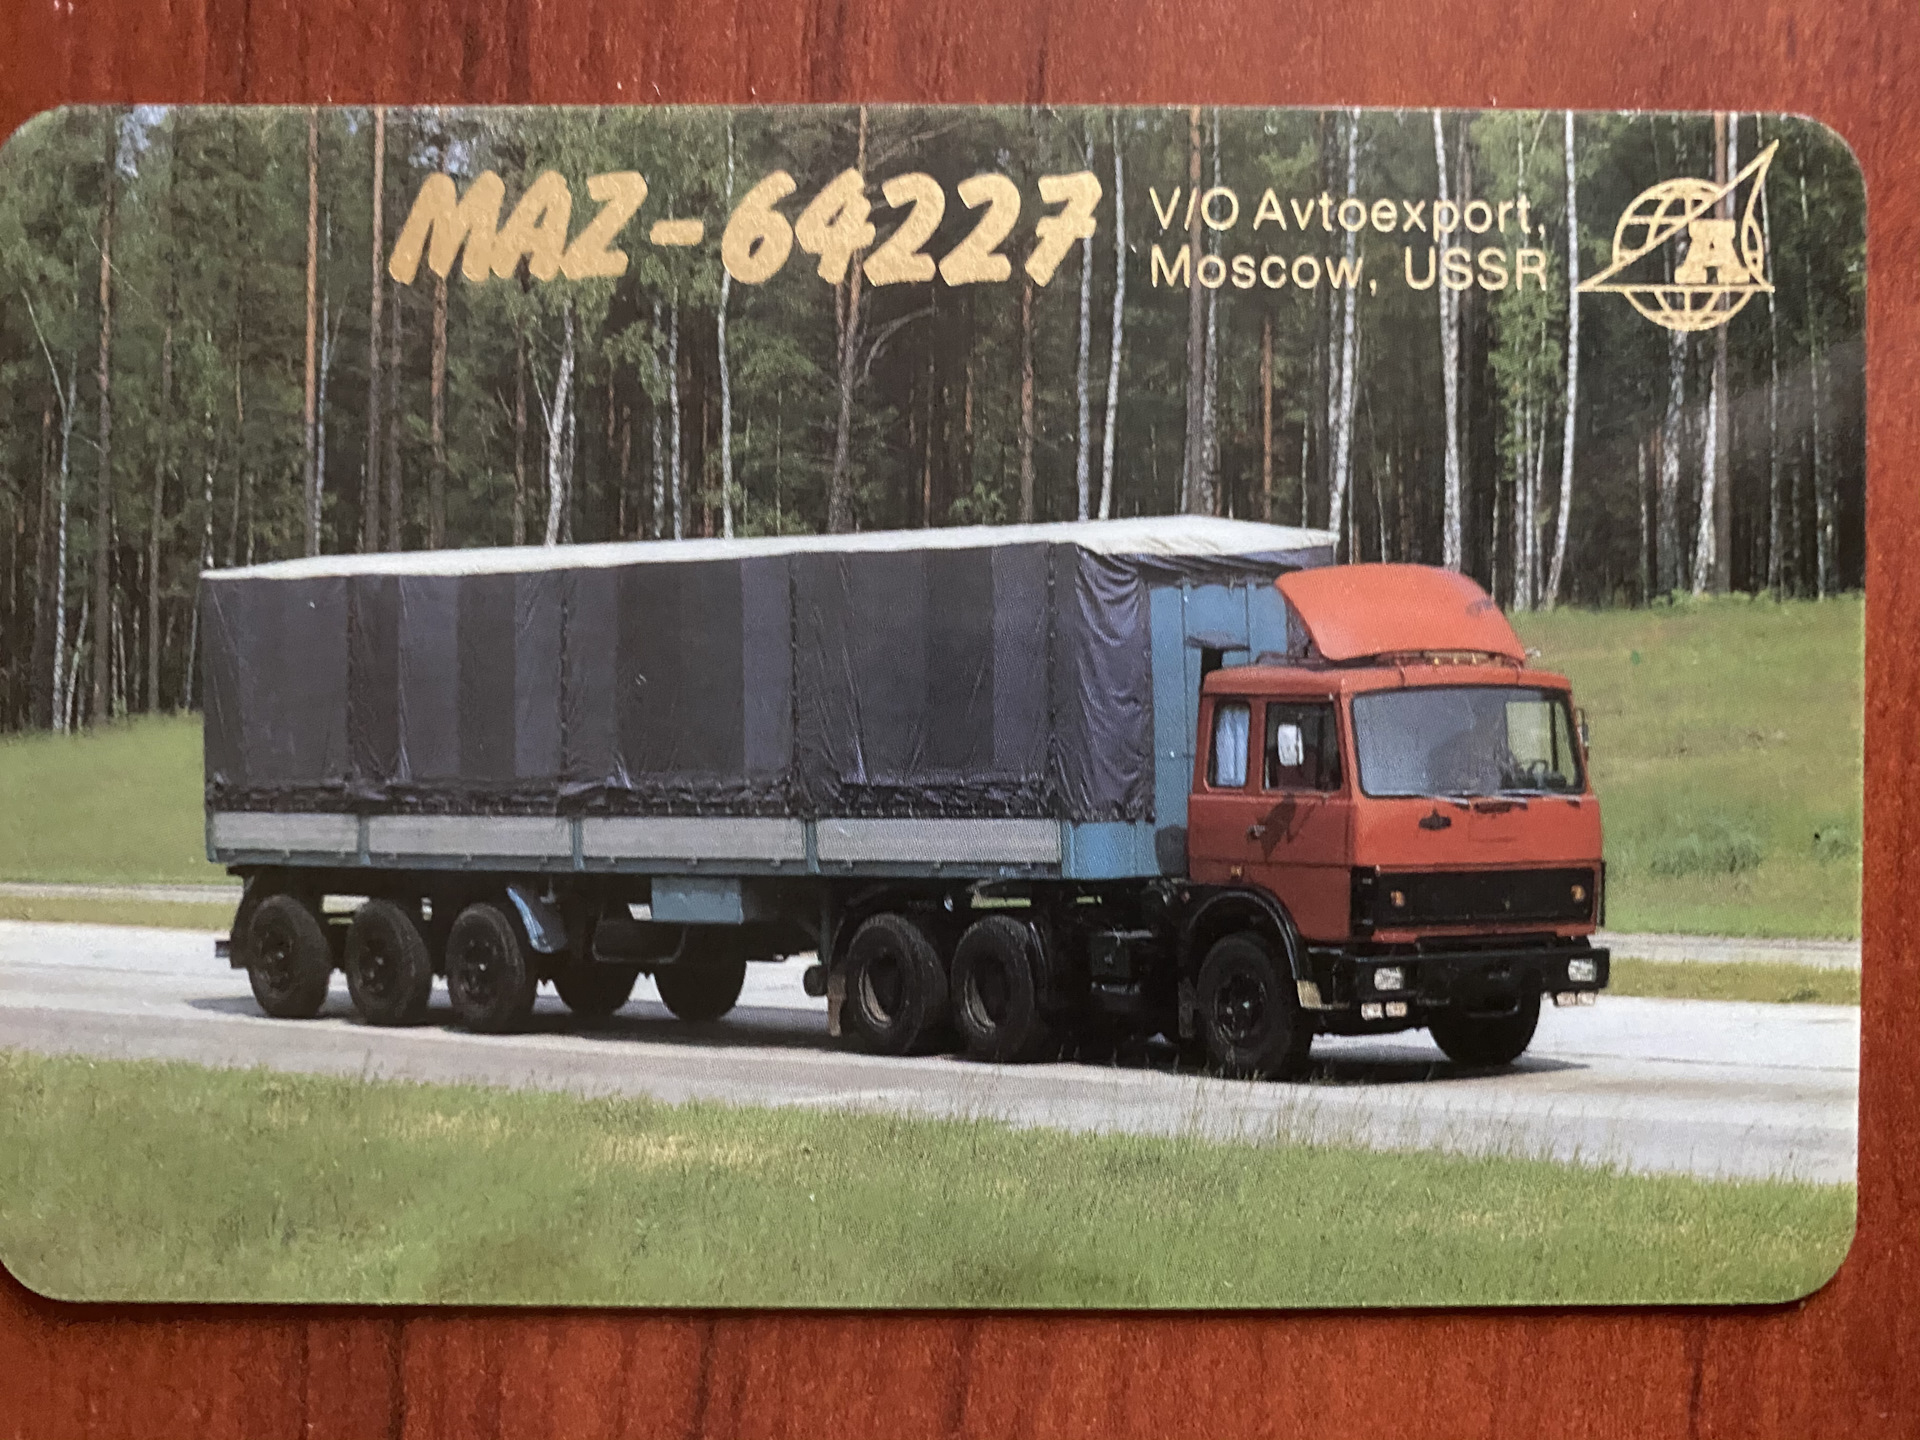 MAZ-64227
V/O Avtoexport,
Moscow, USSR
A